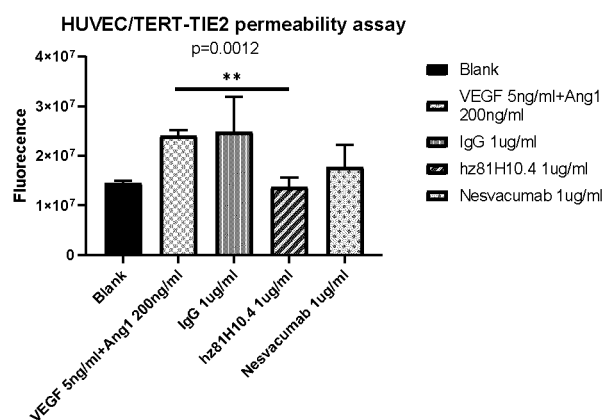 HUVEC/TERT-TIE2 permeability assay
p=0.0012
**
4×10⁷
3×10⁷
2×10⁷
1×10⁷
0
Fluorecence
Blank
VEGF 5ng/ml+Ang1 200ng/ml
IgG 1ug/ml
hz81H10.4 1ug/ml
Nesvacumab 1ug/ml
Blank
VEGF 5ng/ml+Ang1
200ng/ml
IgG 1ug/ml
hz81H10.4 1ug/ml
Nesvacumab 1ug/ml